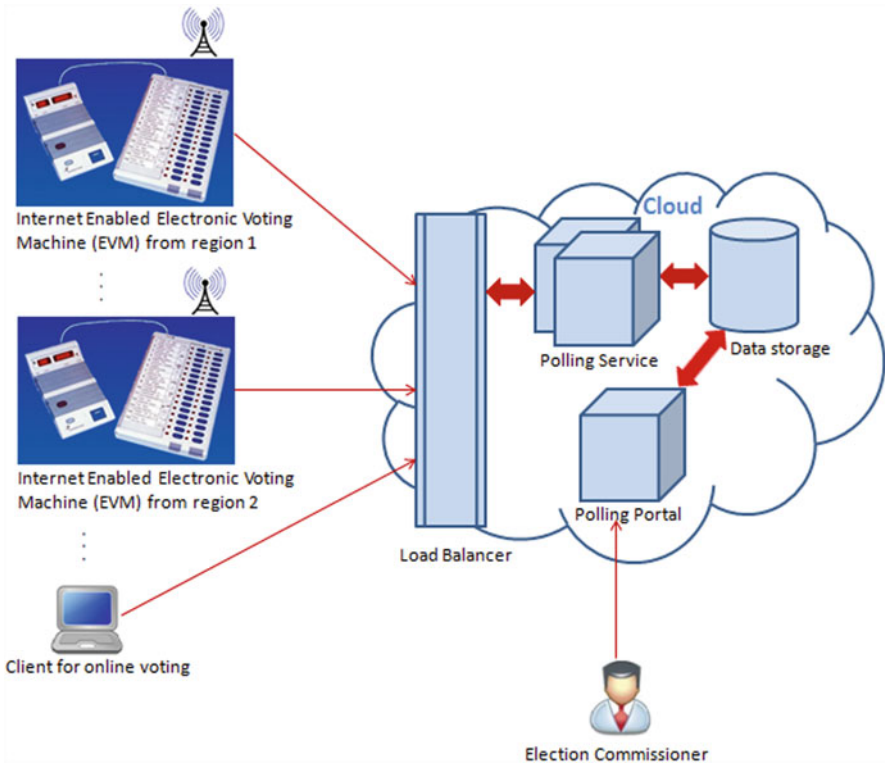 Internet Enabled Electronic Voting
Machine (EVM) from region 1
Internet Enabled Electronic Voting
Machine (EVM) from region 2
Client for online voting
Load Balancer
Cloud
Polling Service
Data storage
Polling Portal
Election Commissioner